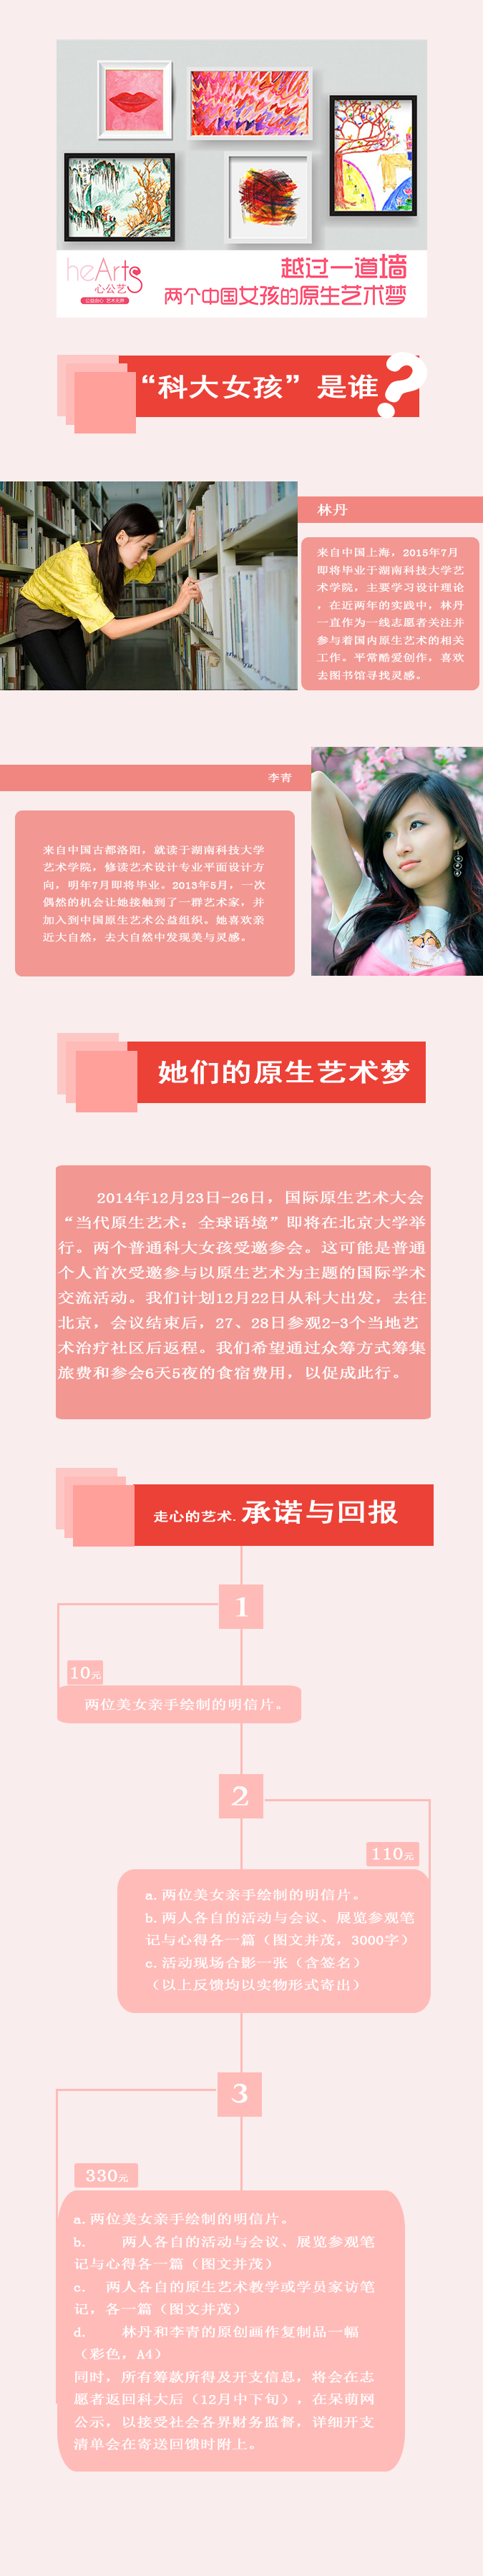 越过一道墙
heArts
心公艺
公益由心 艺术无界
两个中国女孩的原生艺术梦
“科大女孩”是谁?
林丹
来自中国上海，2015年7月
即将毕业于湖南科技大学艺
术学院，主要学习设计理论
，在近两年的实践中，林丹
一直作为一线志愿者关注并
参与着国内原生艺术的相关
工作。平常酷爱创作，喜欢
去图书馆寻找灵感。
李青
来自中国古都洛阳，就读于湖南科技大学
艺术学院，修读艺术设计专业平面设计方
向，明年7月即将毕业。2013年5月，一次
偶然的机会让她接触到了一群艺术家，并
加入到中国原生艺术公益组织。她喜欢亲
近大自然，去大自然中发现美与灵感。
她们的原生艺术梦
2014年12月23日-26日，国际原生艺术大会
“当代原生艺术：全球语境”即将在北京大学举
行。两个普通科大女孩受邀参会。这可能是普通
个人首次受邀参与以原生艺术为主题的国际学术
交流活动。我们计划12月22日从科大出发，去往
北京，会议结束后，27、28日参观2-3个当地艺
术治疗社区后返程。我们希望通过众筹方式筹集
旅费和参会6天5夜的食宿费用，以促成此行。
走心的艺术.承诺与回报
1
10元
两位美女亲手绘制的明信片。
2
110元
a.两位美女亲手绘制的明信片。
b.两人各自的活动与会议、展览参观笔
记与心得各一篇（图文并茂，3000字）
c.活动现场合影一张（含签名）
（以上反馈均以实物形式寄出）
3
330元
a.两位美女亲手绘制的明信片。
b. 两人各自的活动与会议、展览参观笔
记与心得各一篇（图文并茂）
c. 两人各自的原生艺术教学或学员家访笔
记，各一篇（图文并茂）
d. 林丹和李青的原创画作复制品一幅
（彩色，A4）
同时，所有筹款所得及开支信息，将会在志
愿者返回科大后（12月中下旬），在呆萌网
公示，以接受社会各界财务监督，详细开支
清单会在寄送回馈时附上。